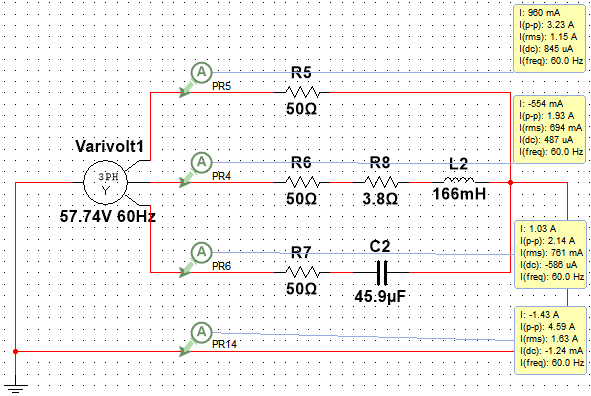 I: 960 mA
I(p-p): 3.23 A
I(rms): 1.15 A
I(dc): 845 uA
I(freq): 60.0 Hz
A
PR5
R5
50Ω
I: -554 mA
I(p-p): 1.93 A
I(rms): 694 mA
I(dc): 487 uA
I(freq): 60.0 Hz
Varivolt1
3PH
Y
57.74V 60Hz
A
PR4
R6
50Ω
R8
3.8Ω
L2
166mH
I: 1.03 A
I(p-p): 2.14 A
I(rms): 761 mA
I(dc): -586 uA
I(freq): 60.0 Hz
A
PR6
R7
50Ω
C2
45.9µF
I: -1.43 A
I(p-p): 4.59 A
I(rms): 1.63 A
I(dc): -1.24 mA
I(freq): 60.0 Hz
A
PR14